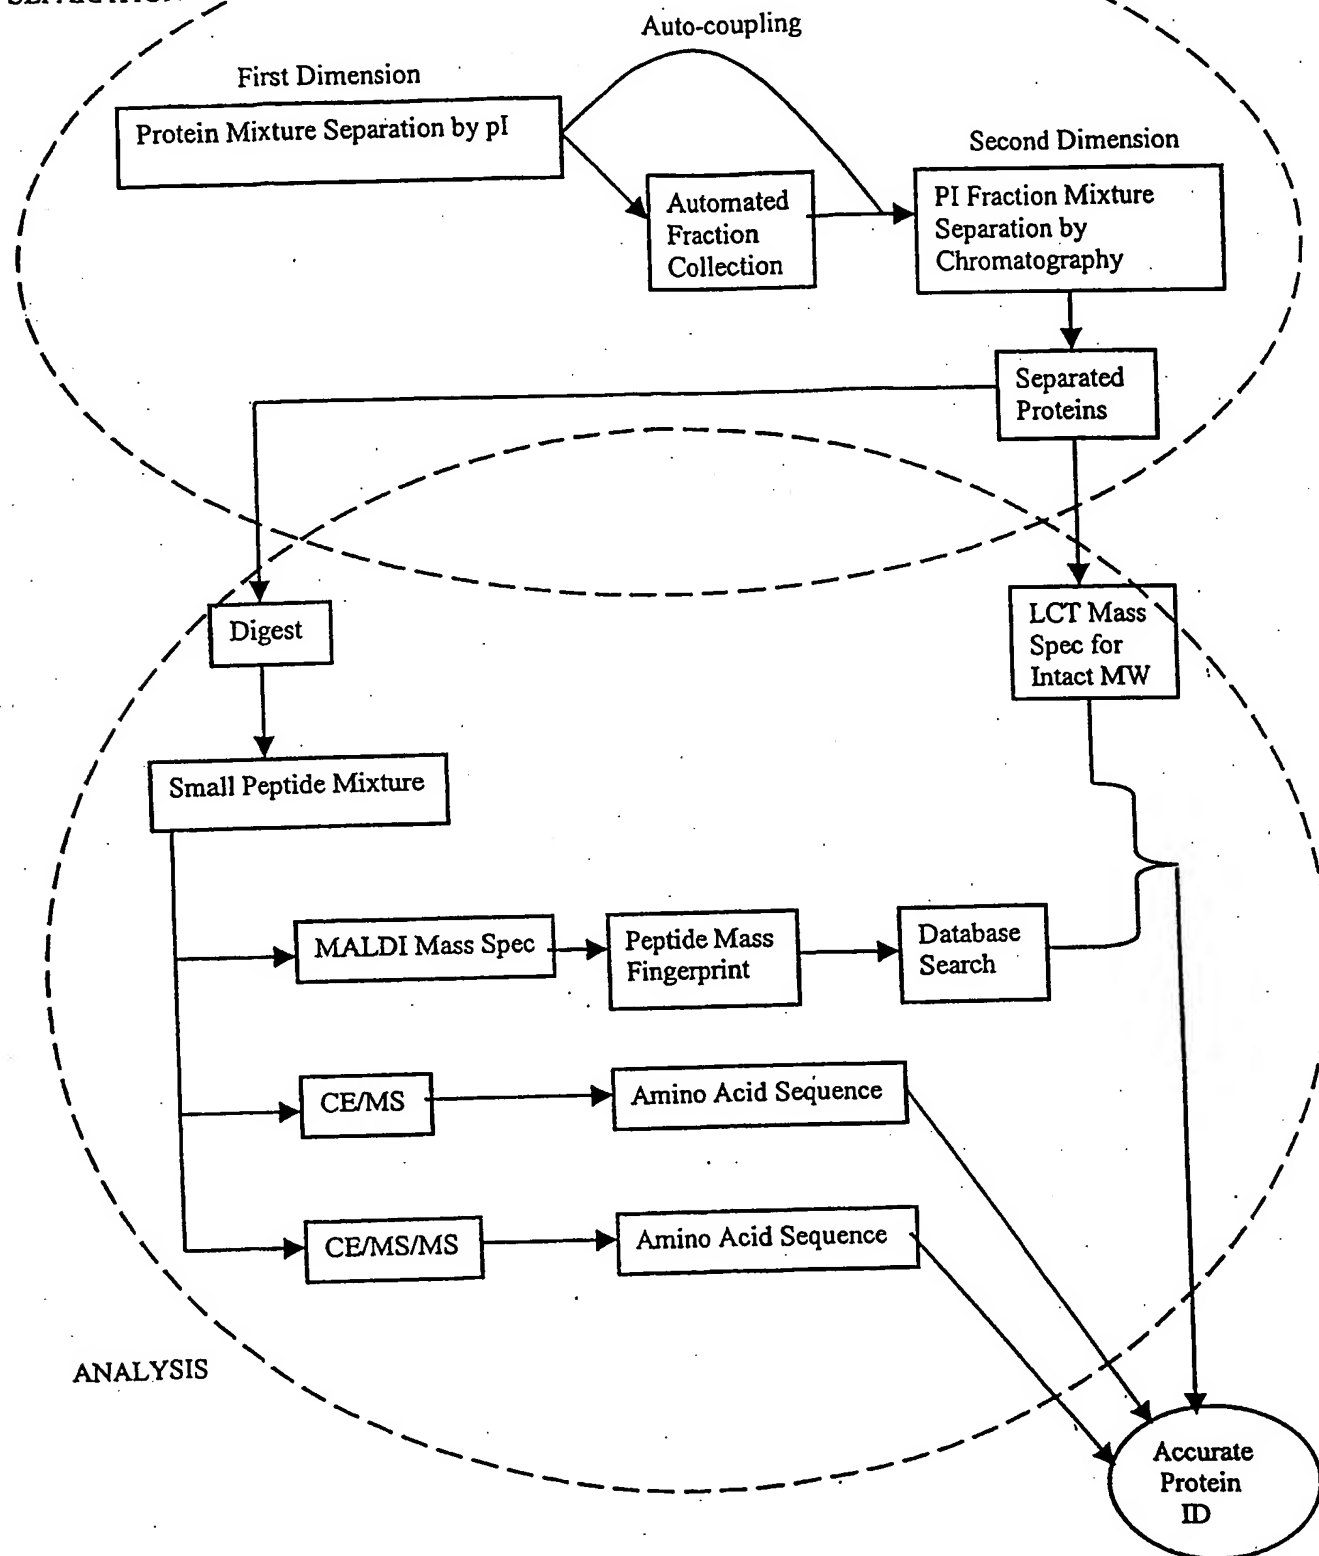 Auto-coupling
First Dimension
Protein Mixture Separation by pI
Second Dimension
Automated
Fraction
Collection
PI Fraction Mixture
Separation by
Chromatography
Separated
Proteins
Digest
LCT Mass
Spec for
Intact MW
Small Peptide Mixture
MALDI Mass Spec
Peptide Mass
Fingerprint
Database
Search
CE/MS
Amino Acid Sequence
CE/MS/MS
Amino Acid Sequence
ANALYSIS
Accurate
Protein
ID